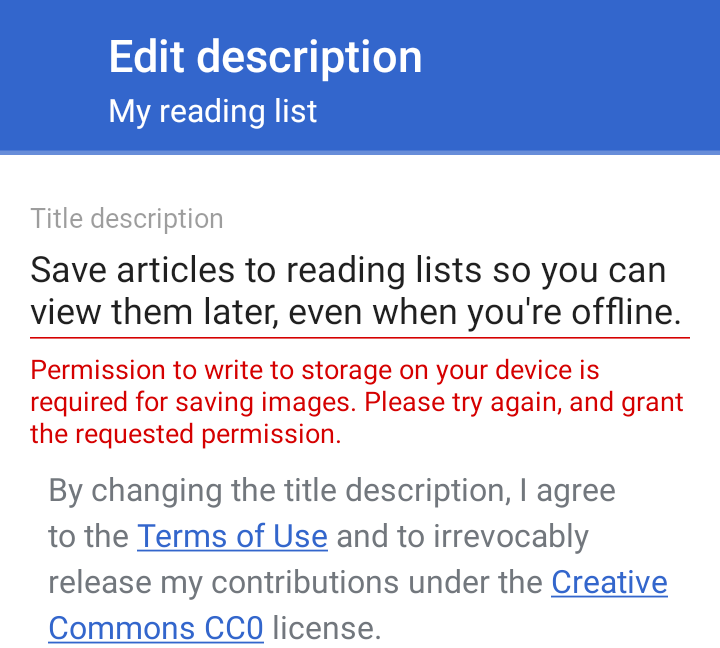 Edit description
My reading list
Title description
Save articles to reading lists so you can
view them later, even when you're offline.
Permission to write to storage on your device is
required for saving images. Please try again, and grant
the requested permission.
By changing the title description, I agree
to the Terms of Use and to irrevocably
release my contributions under the Creative
Commons CC0 license.